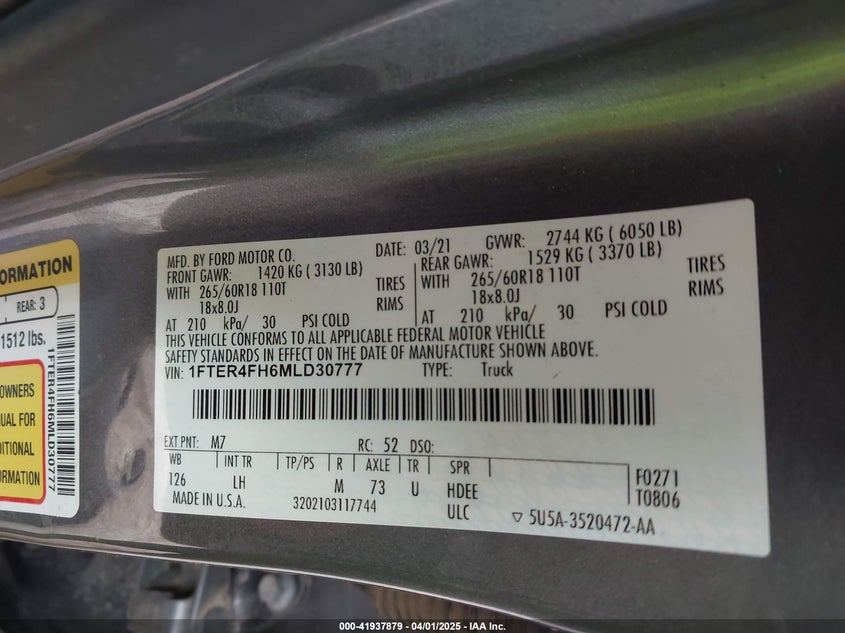 ORMATION
REAR: 3
1512 lbs.
1FTER4FH6MLD30777
OWNERS
UAL FOR
DITIONAL
ORMATION
MFD. BY FORD MOTOR CO. DATE: 03/21 GVWR: 2744 KG ( 6050 LB)
FRONT GAWR: 1420 KG ( 3130 LB) REAR GAWR: 1529 KG ( 3370 LB)
WITH 265/60R18 110T TIRES WITH 265/60R18 110T TIRES
18x8.0J RIMS 18x8.0J RIMS
AT 210 kPa/ 30 PSI COLD AT 210 kPa/ 30 PSI COLD
THIS VEHICLE CONFORMS TO ALL APPLICABLE FEDERAL MOTOR VEHICLE
SAFETY STANDARDS IN EFFECT ON THE DATE OF MANUFACTURE SHOWN ABOVE.
VIN: 1FTER4FH6MLD30777 TYPE: Truck
EXT PNT: M7 RC: 52 DSO:
WB INT TR TP/PS R AXLE TR SPR
126 LH M 73 U HDEE F0271
MADE IN U.S.A. 3202103117744 ULC T0806
▽ 5U5A-3520472-AA
000-41937879 - 04/01/2025 - IAA Inc.